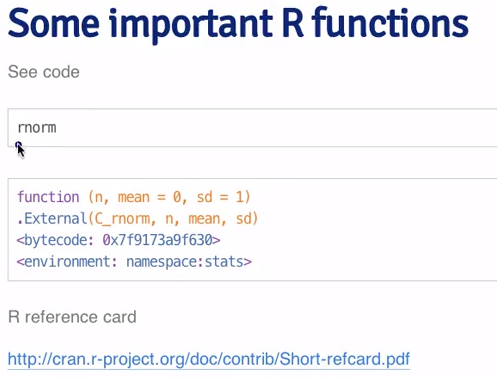 Some important R functions
See code
rnorm
function (n, mean = 0, sd = 1)
.External(C_rnorm, n, mean, sd)
<bytecode: 0x7f9173a9f630>
<environment: namespace:stats>
R reference card
http://cran.r-project.org/doc/contrib/Short-refcard.pdf